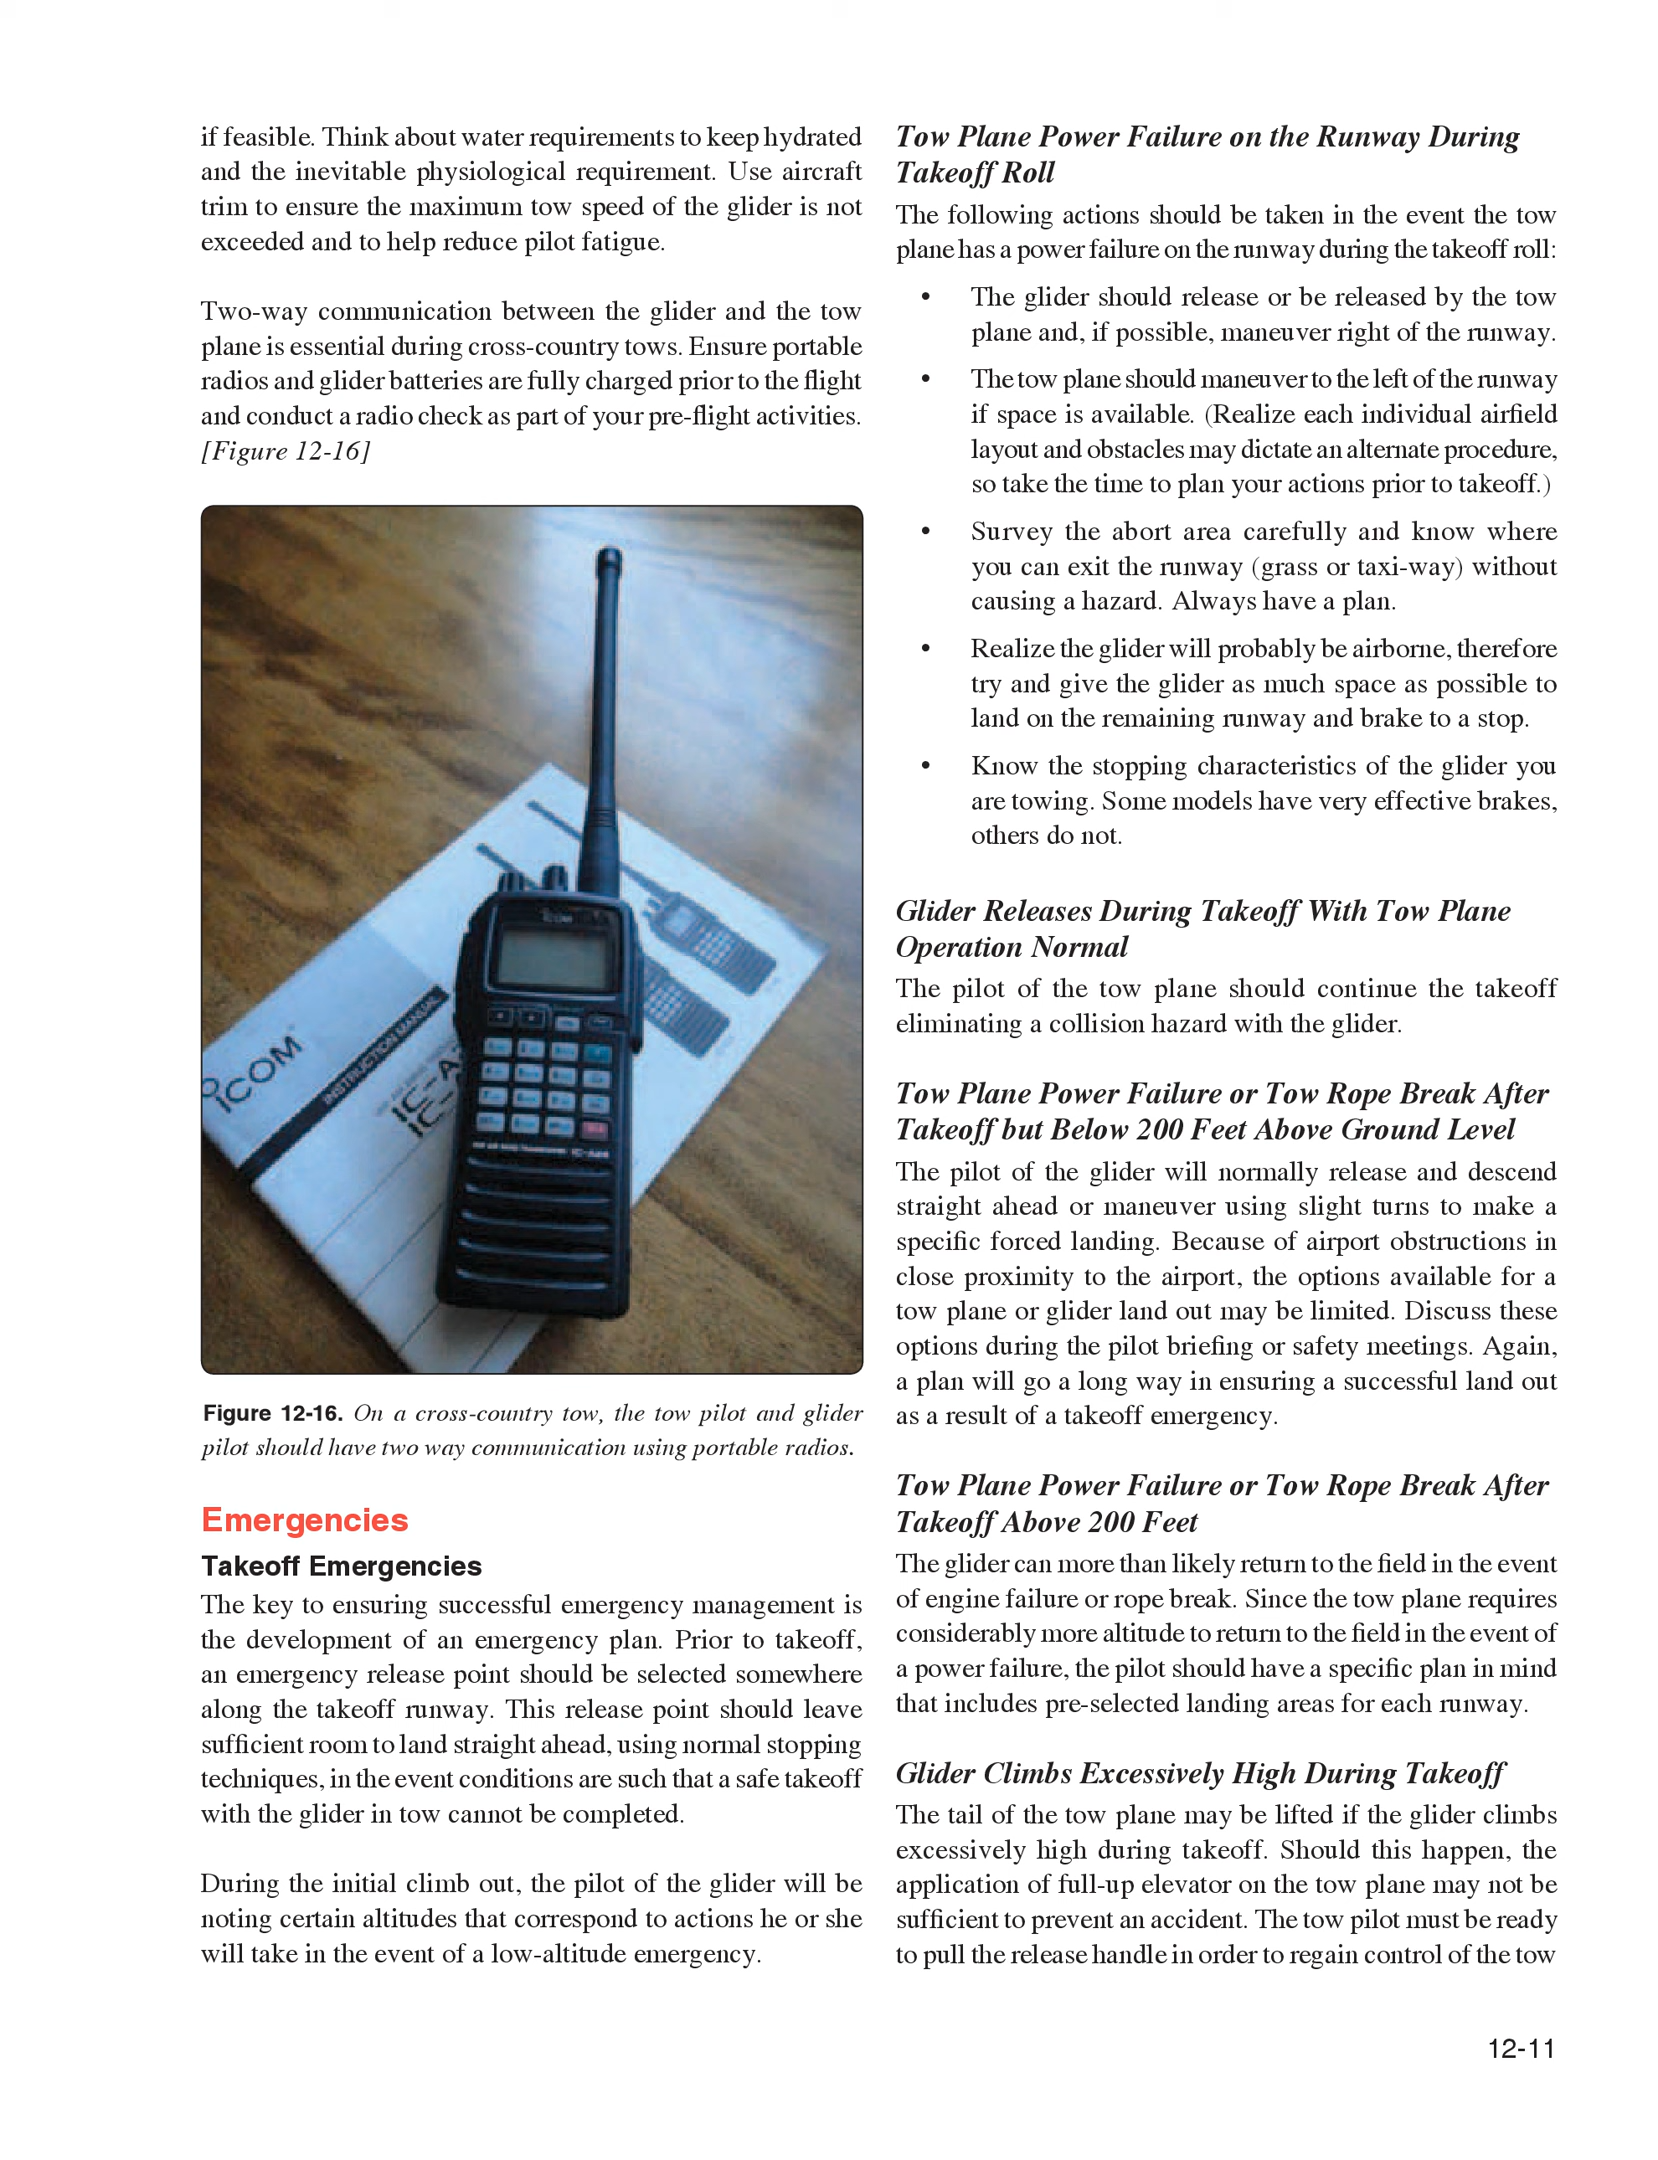 if feasible. Think about water requirements to keep hydrated
and the inevitable physiological requirement. Use aircraft
trim to ensure the maximum tow speed of the glider is not
exceeded and to help reduce pilot fatigue.
Two-way communication between the glider and the tow
plane is essential during cross-country tows. Ensure portable
radios and glider batteries are fully charged prior to the flight
and conduct a radio check as part of your pre-flight activities.
[Figure 12-16]
ICOM
INSTRUCTION MANUAL
ICOM
Figure 12-16. On a cross-country tow, the tow pilot and glider
pilot should have two way communication using portable radios.
Emergencies
Takeoff Emergencies
The key to ensuring successful emergency management is
the development of an emergency plan. Prior to takeoff,
an emergency release point should be selected somewhere
along the takeoff runway. This release point should leave
sufficient room to land straight ahead, using normal stopping
techniques, in the event conditions are such that a safe takeoff
with the glider in tow cannot be completed.
During the initial climb out, the pilot of the glider will be
noting certain altitudes that correspond to actions he or she
will take in the event of a low-altitude emergency.
Tow Plane Power Failure on the Runway During
Takeoff Roll
The following actions should be taken in the event the tow
plane has a power failure on the runway during the takeoff roll:
• The glider should release or be released by the tow
plane and, if possible, maneuver right of the runway.
• The tow plane should maneuver to the left of the runway
if space is available. (Realize each individual airfield
layout and obstacles may dictate an alternate procedure,
so take the time to plan your actions prior to takeoff.)
• Survey the abort area carefully and know where
you can exit the runway (grass or taxi-way) without
causing a hazard. Always have a plan.
• Realize the glider will probably be airborne, therefore
try and give the glider as much space as possible to
land on the remaining runway and brake to a stop.
• Know the stopping characteristics of the glider you
are towing. Some models have very effective brakes,
others do not.
Glider Releases During Takeoff With Tow Plane
Operation Normal
The pilot of the tow plane should continue the takeoff
eliminating a collision hazard with the glider.
Tow Plane Power Failure or Tow Rope Break After
Takeoff but Below 200 Feet Above Ground Level
The pilot of the glider will normally release and descend
straight ahead or maneuver using slight turns to make a
specific forced landing. Because of airport obstructions in
close proximity to the airport, the options available for a
tow plane or glider land out may be limited. Discuss these
options during the pilot briefing or safety meetings. Again,
a plan will go a long way in ensuring a successful land out
as a result of a takeoff emergency.
Tow Plane Power Failure or Tow Rope Break After
Takeoff Above 200 Feet
The glider can more than likely return to the field in the event
of engine failure or rope break. Since the tow plane requires
considerably more altitude to return to the field in the event of
a power failure, the pilot should have a specific plan in mind
that includes pre-selected landing areas for each runway.
Glider Climbs Excessively High During Takeoff
The tail of the tow plane may be lifted if the glider climbs
excessively high during takeoff. Should this happen, the
application of full-up elevator on the tow plane may not be
sufficient to prevent an accident. The tow pilot must be ready
to pull the release handle in order to regain control of the tow
12-11